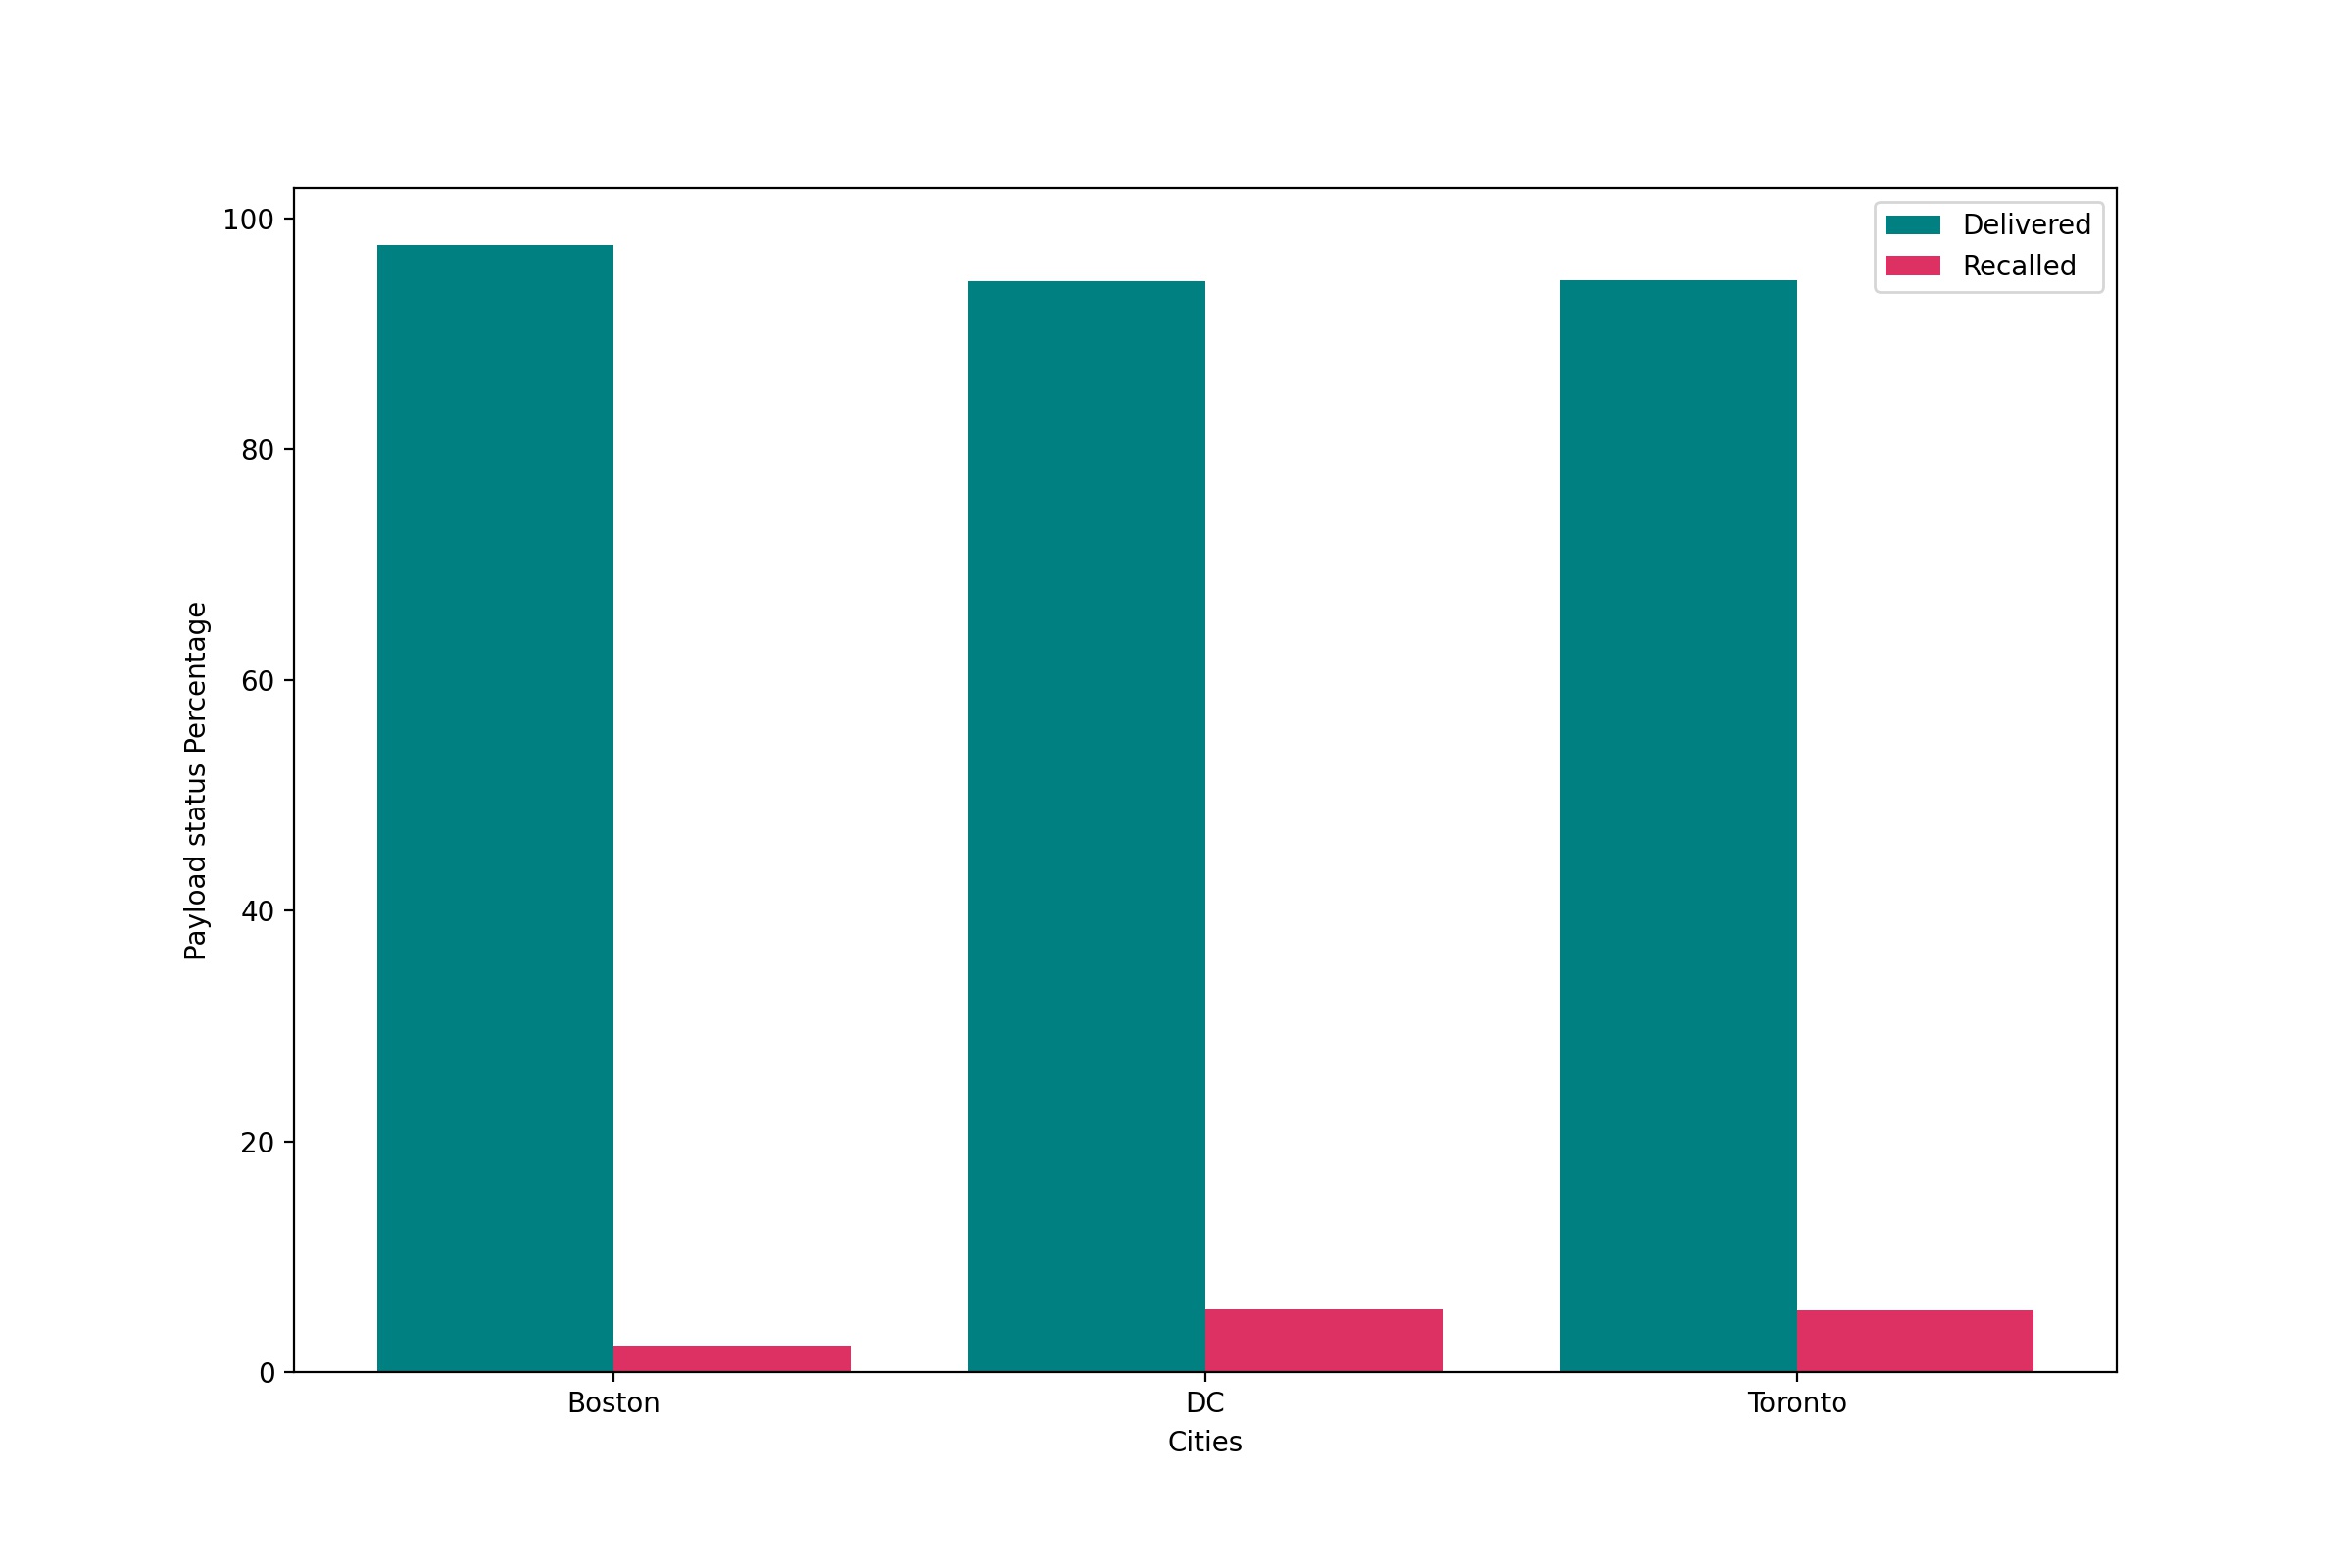 100
80
60
40
20
0
Payload status Percentage
Delivered
Recalled
Boston
DC
Toronto
Cities